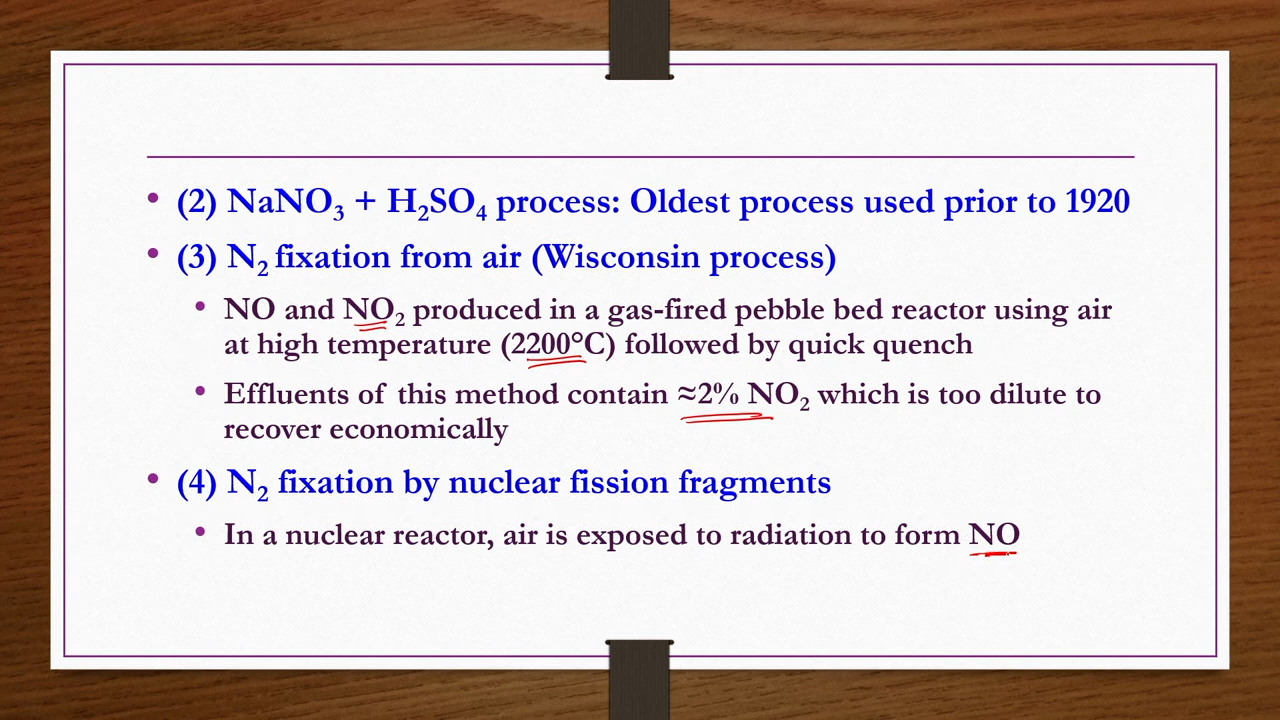 • (2) NaNO₃ + H₂SO₄ process: Oldest process used prior to 1920
• (3) N₂ fixation from air (Wisconsin process)
• NO and NO₂ produced in a gas-fired pebble bed reactor using air
at high temperature (2200°C) followed by quick quench
• Effluents of this method contain ≈2% NO₂ which is too dilute to
recover economically
• (4) N₂ fixation by nuclear fission fragments
• In a nuclear reactor, air is exposed to radiation to form NO